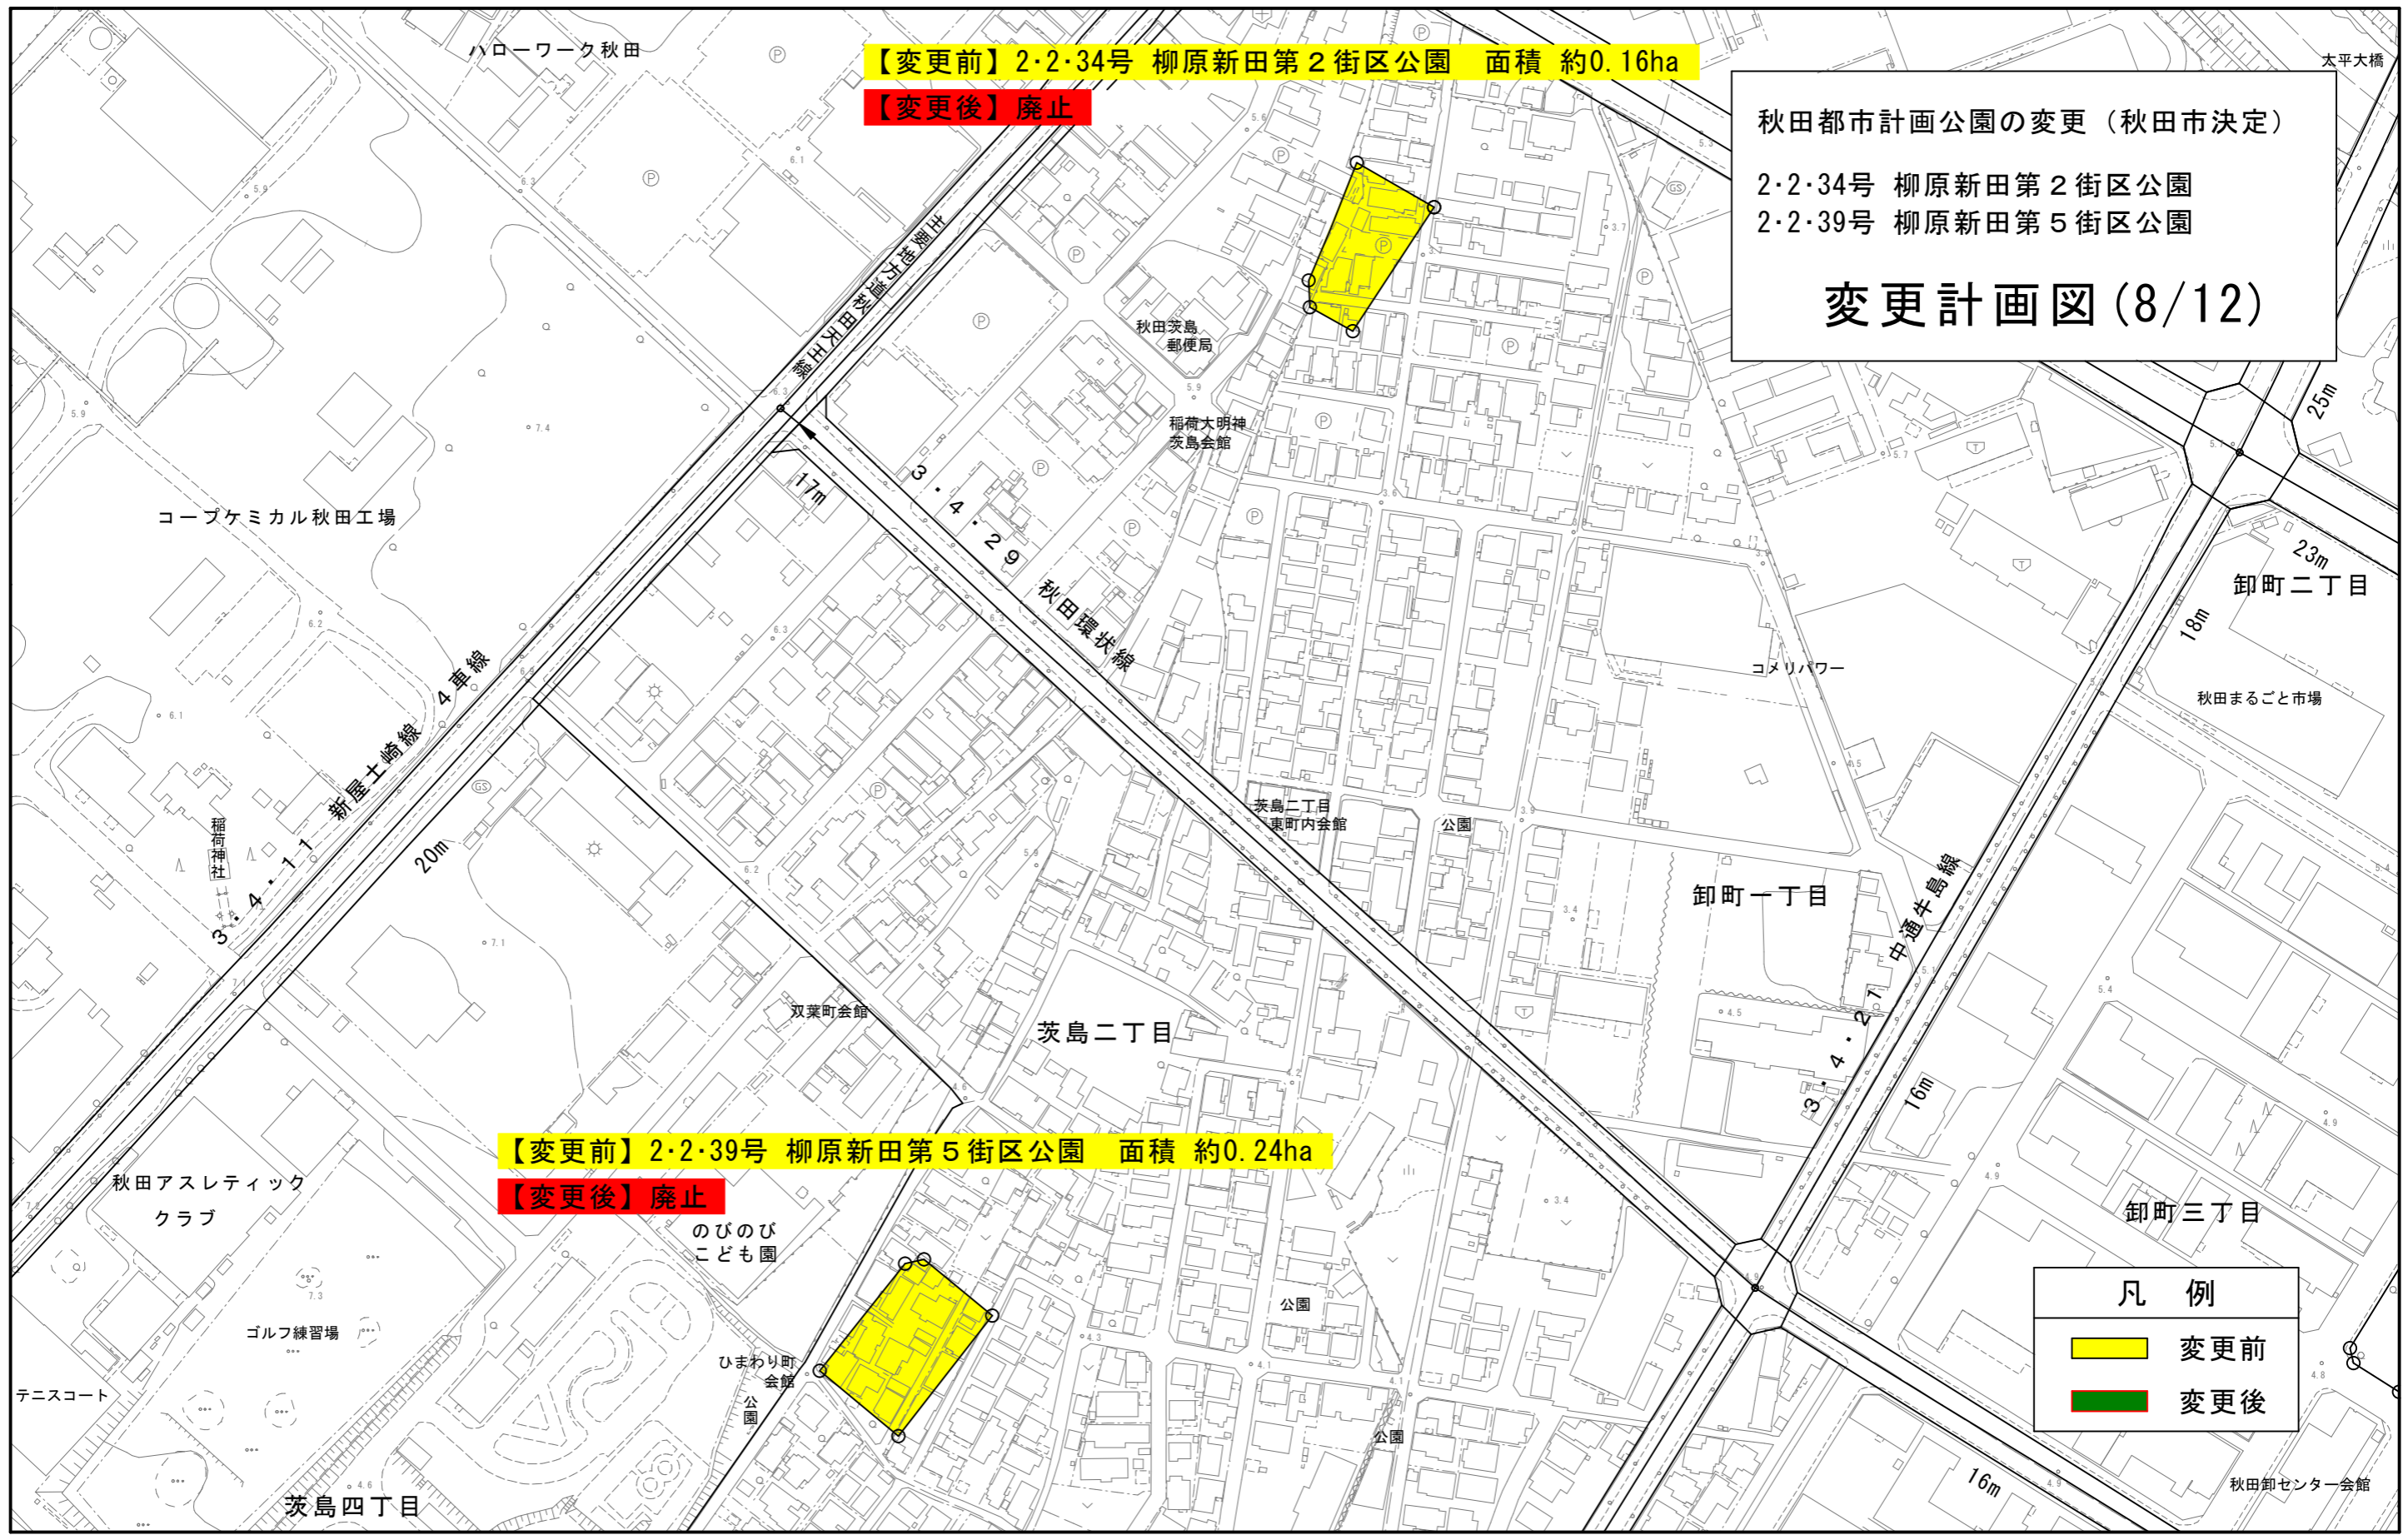 ハローワーク秋田
【変更前】2・2・34号 柳原新田第2街区公園 面積 約0.16ha
【変更後】廃止
太平大橋
秋田都市計画公園の変更（秋田市決定）
2・2・34号 柳原新田第2街区公園
2・2・39号 柳原新田第5街区公園
変更計画図(8/12)
主要地方道秋田天王線
秋田茨島
郵便局
稲荷大明神
茨島会館
25m
17m
3・4・29 秋田環状線
コープケミカル秋田工場
23m
卸町二丁目
18m
コメリパワー
秋田まるごと市場
3・4・11 新屋土崎線 4車線
20m
稲荷神社
茨島二丁目
東町内会館
公園
卸町一丁目
3・4・21 中通牛島線
16m
双葉町会館
茨島二丁目
【変更前】2・2・39号 柳原新田第5街区公園 面積 約0.24ha
【変更後】廃止
秋田アスレティック
クラブ
のびのび
こども園
卸町三丁目
公園
ゴルフ練習場
ひまわり町
会館
公園
テニスコート
公園
凡 例
変更前
変更後
16m
秋田卸センター会館
茨島四丁目